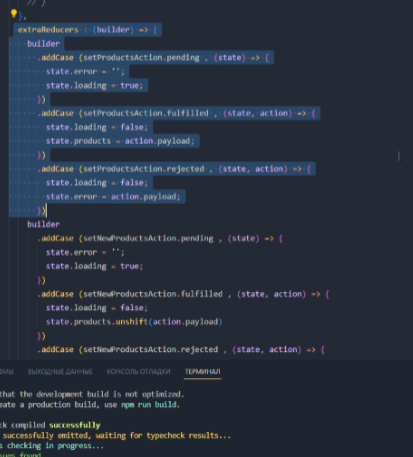 // }
},
extraReducers : (builder) => {
builder
.addCase (setProductsAction.pending , (state) => {
state.error = '';
state.loading = true;
})
.addCase (setProductsAction.fulfilled , (state, action) => {
state.loading = false;
state.products = action.payload;
})
.addCase (setProductsAction.rejected , (state, action) => {
state.loading = false;
state.error = action.payload;
})
builder
.addCase (setNewProductsAction.pending , (state) => {
state.error = '';
state.loading = true;
})
.addCase (setNewProductsAction.fulfilled , (state, action) => {
state.loading = false;
state.products.unshift(action.payload)
})
.addCase (setNewProductsAction.rejected , (state, action) => {
ЕМЫ ВЫХОДНЫЕ ДАННЫЕ КОНСОЛЬ ОТЛАДКИ ТЕРМИНАЛ
that the development build is not optimized.
eate a production build, use npm run build.
ck compiled successfully
successfully emitted, waiting for typecheck results...
s checking in progress...
sues found